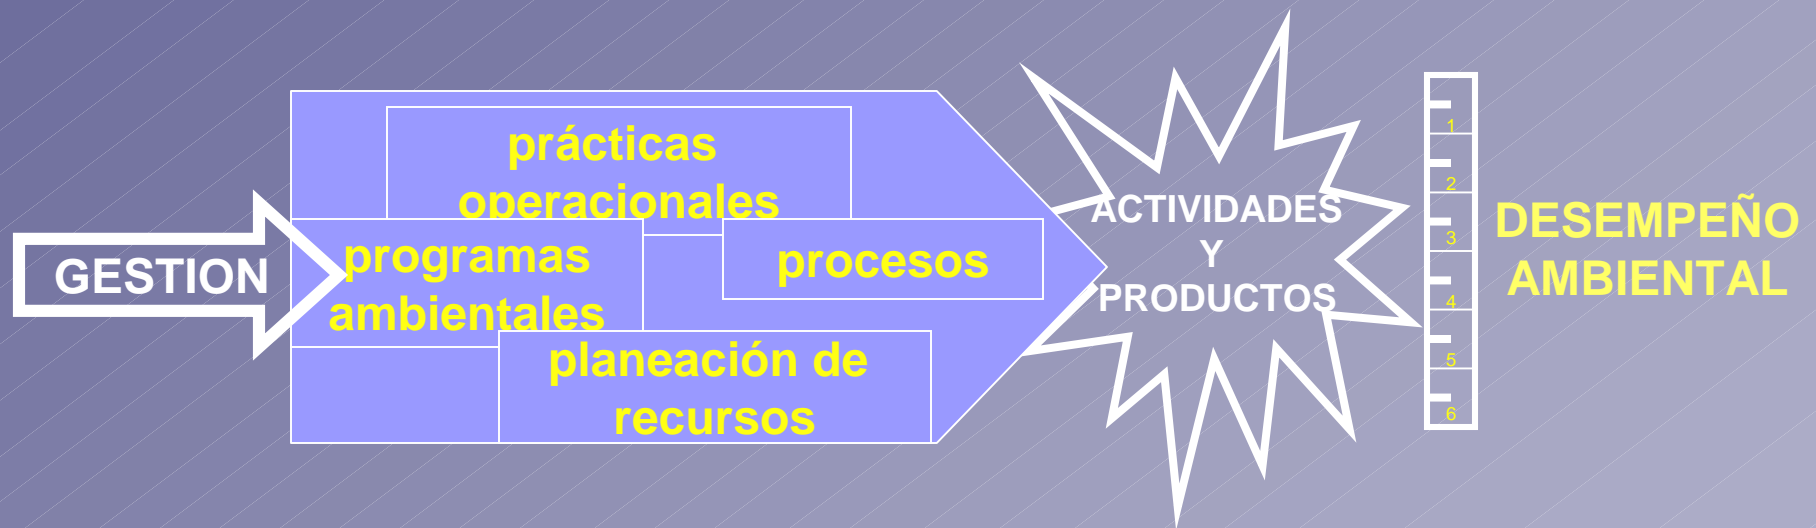 GESTION
prácticas
operacionales
programas
ambientales
procesos
planeación de
recursos
ACTIVIDADES
Y
PRODUCTOS
1
2
3
4
5
6
DESEMPEÑO
AMBIENTAL